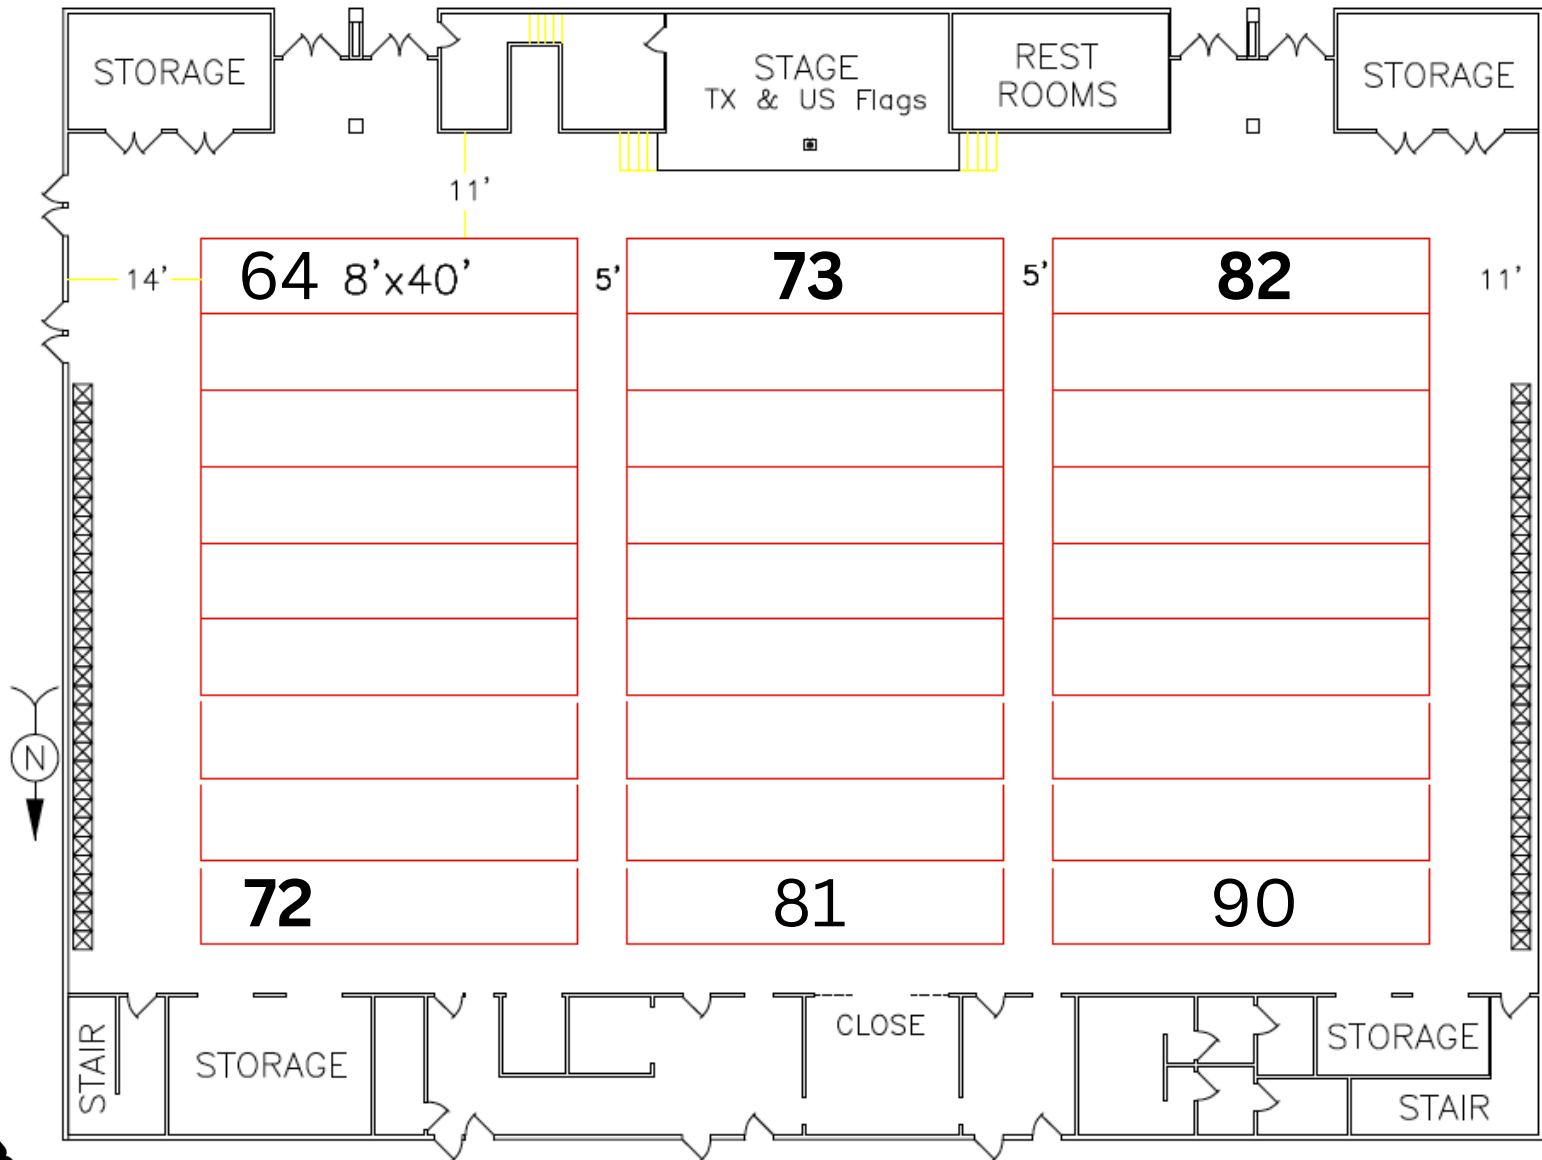 STORAGE
STAGE
TX & US Flags
REST
ROOMS
STORAGE
11'
14'
64 8'x40'
5'
73
5'
82
11'
N
72
81
90
STAIR
STORAGE
CLOSE
STORAGE
STAIR